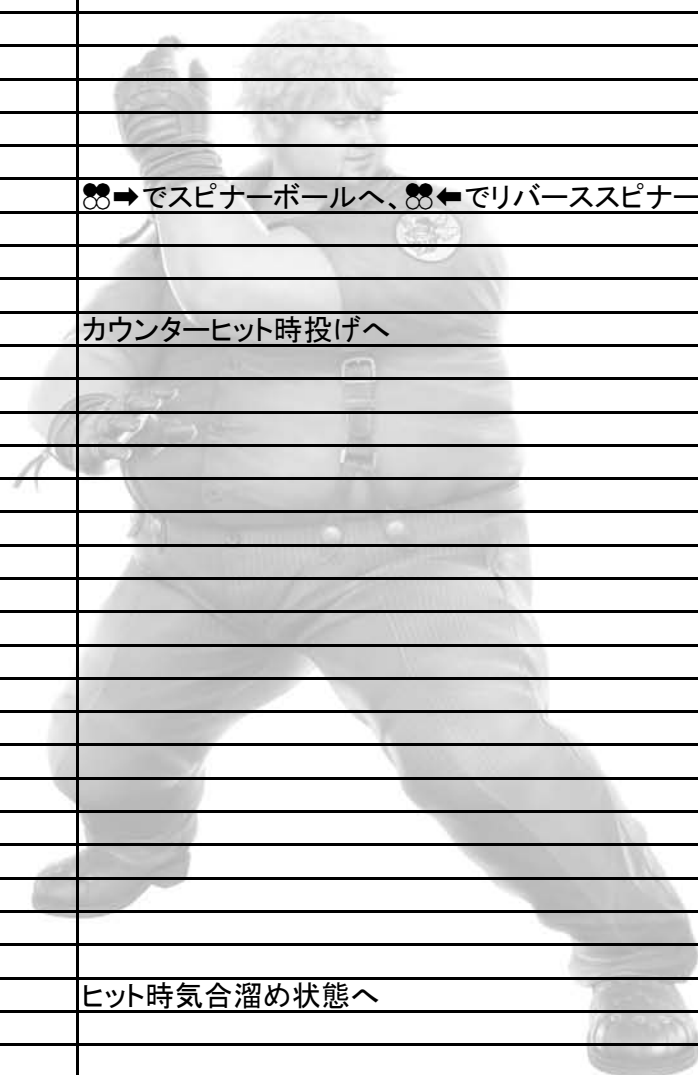 ➡でスピナーボールへ、⬅でリバーススピナー
カウンターヒット時投げへ
ヒット時気合溜め状態へ